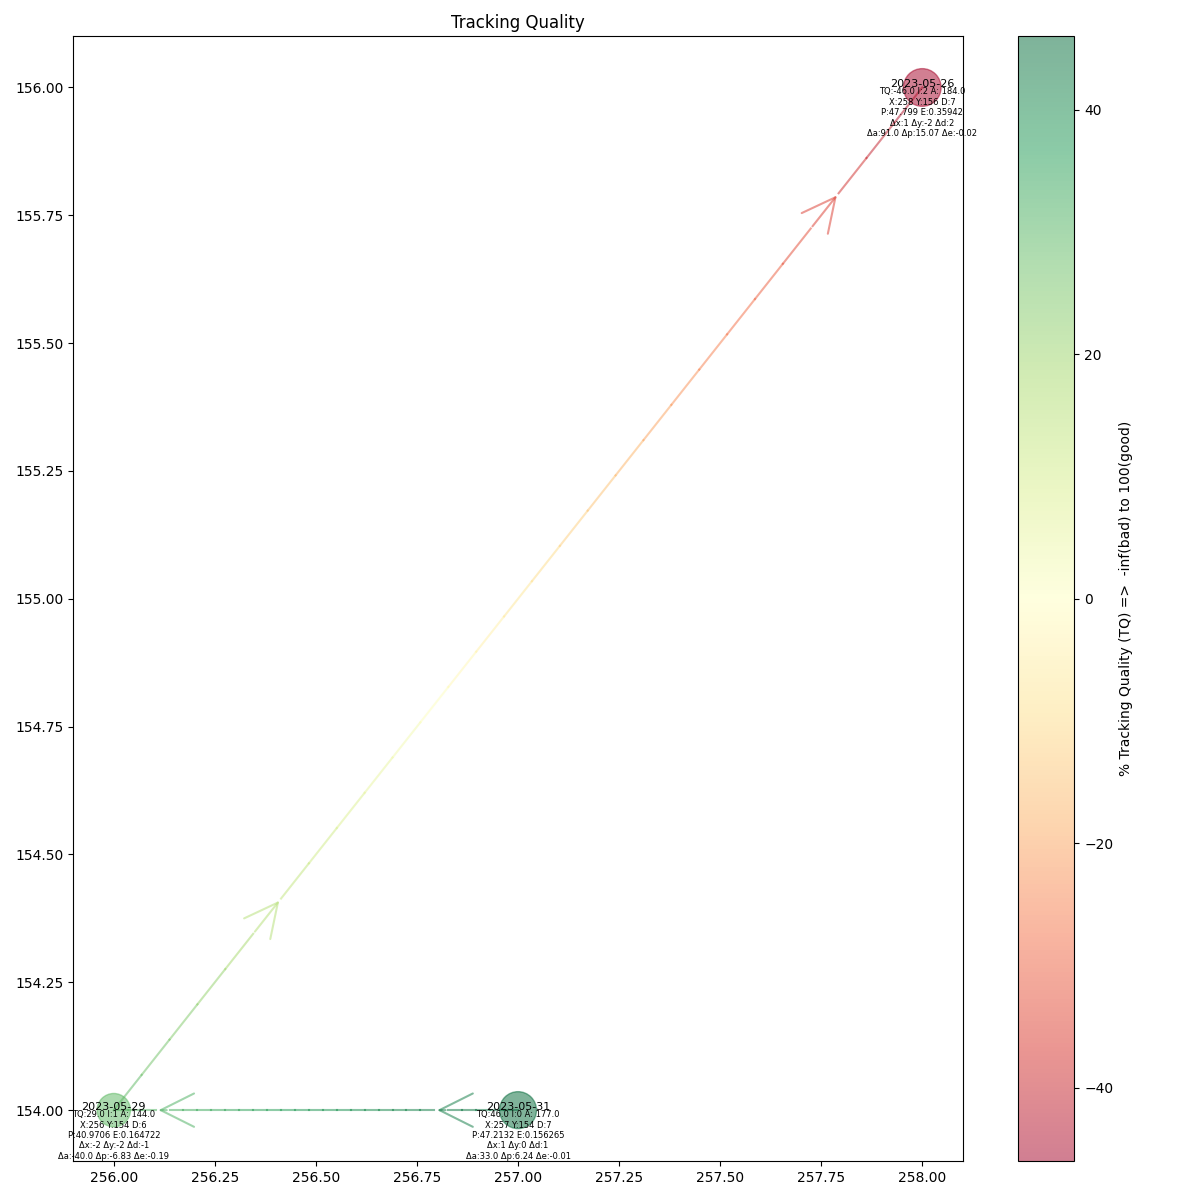 Tracking Quality
2023-05-26
TQ:-46.0 I:2 A: 184.0
X:258 Y:156 D:7
P:47.799 E:0.35942
Δx:1 Δy:-2 Δd:2
Δa:91.0 Δp:15.07 Δe:-0.02
2023-05-29
TQ:29.0 I:1 A: 144.0
X:256 Y:154 D:6
P:40.9706 E:0.164722
Δx:-2 Δy:-2 Δd:-1
Δa:-40.0 Δp:-6.83 Δe:-0.19
2023-05-31
TQ:46.0 I:0 A: 177.0
X:257 Y:154 D:7
P:47.2132 E:0.156265
Δx:1 Δy:0 Δd:1
Δa:33.0 Δp:6.24 Δe:-0.01
156.00
155.75
155.50
155.25
155.00
154.75
154.50
154.25
154.00
256.00 256.25 256.50 256.75 257.00 257.25 257.50 257.75 258.00
40
20
0
−20
−40
% Tracking Quality (TQ) => -inf(bad) to 100(good)